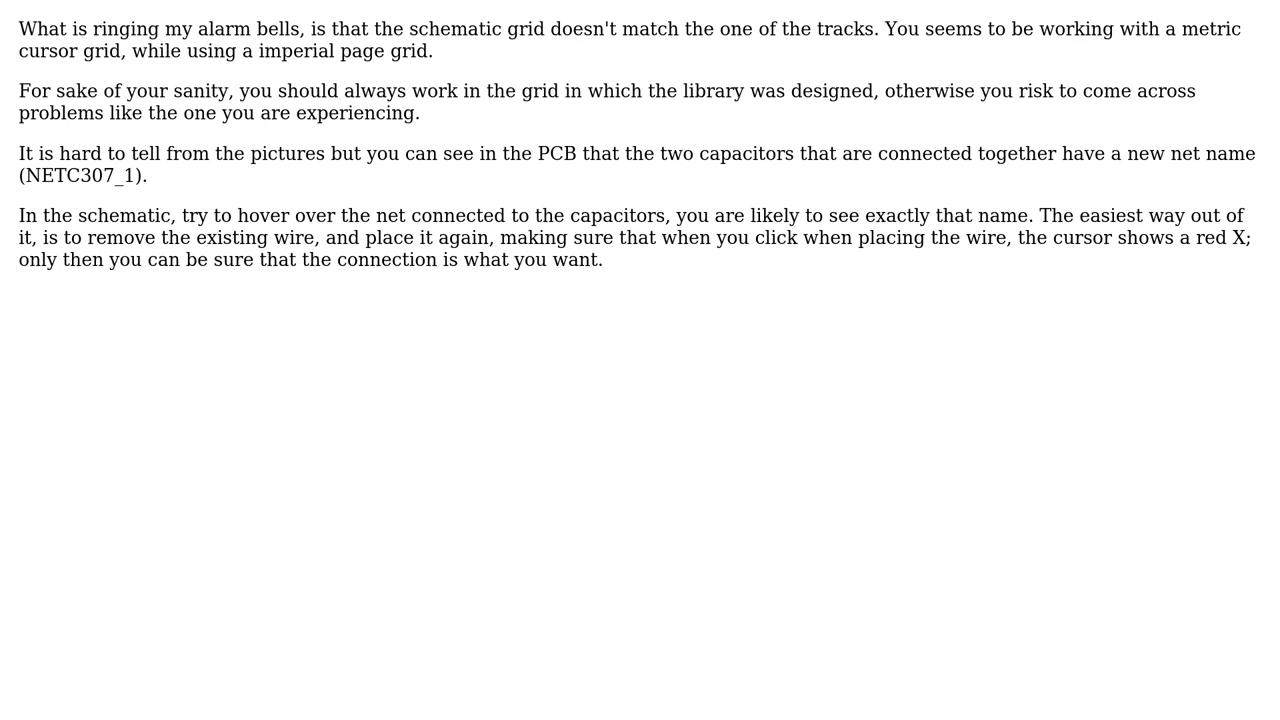 What is ringing my alarm bells, is that the schematic grid doesn't match the one of the tracks. You seems to be working with a metric
cursor grid, while using a imperial page grid.
For sake of your sanity, you should always work in the grid in which the library was designed, otherwise you risk to come across
problems like the one you are experiencing.
It is hard to tell from the pictures but you can see in the PCB that the two capacitors that are connected together have a new net name
(NETC307_1).
In the schematic, try to hover over the net connected to the capacitors, you are likely to see exactly that name. The easiest way out of
it, is to remove the existing wire, and place it again, making sure that when you click when placing the wire, the cursor shows a red X;
only then you can be sure that the connection is what you want.